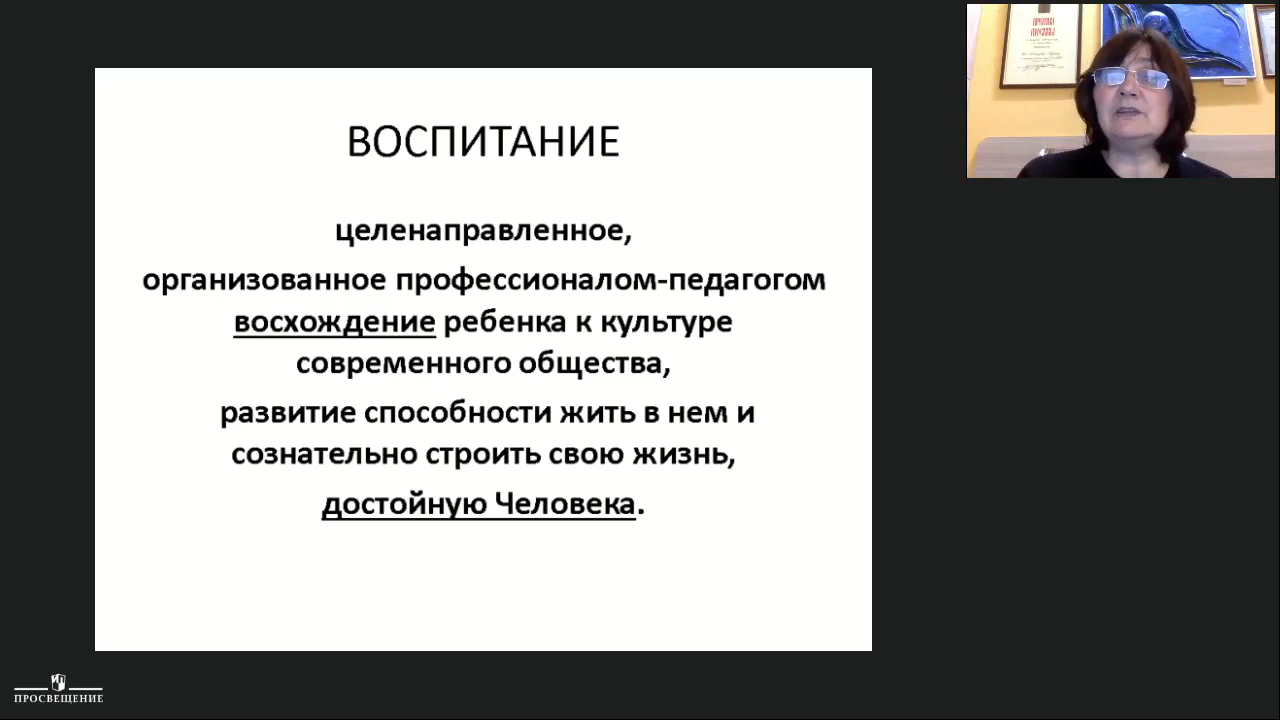 ВОСПИТАНИЕ
целенаправленное,
организованное профессионалом-педагогом
восхождение ребенка к культуре
современного общества,
развитие способности жить в нем и
сознательно строить свою жизнь,
достойную Человека.
ПРОСВЕЩЕНИЕ